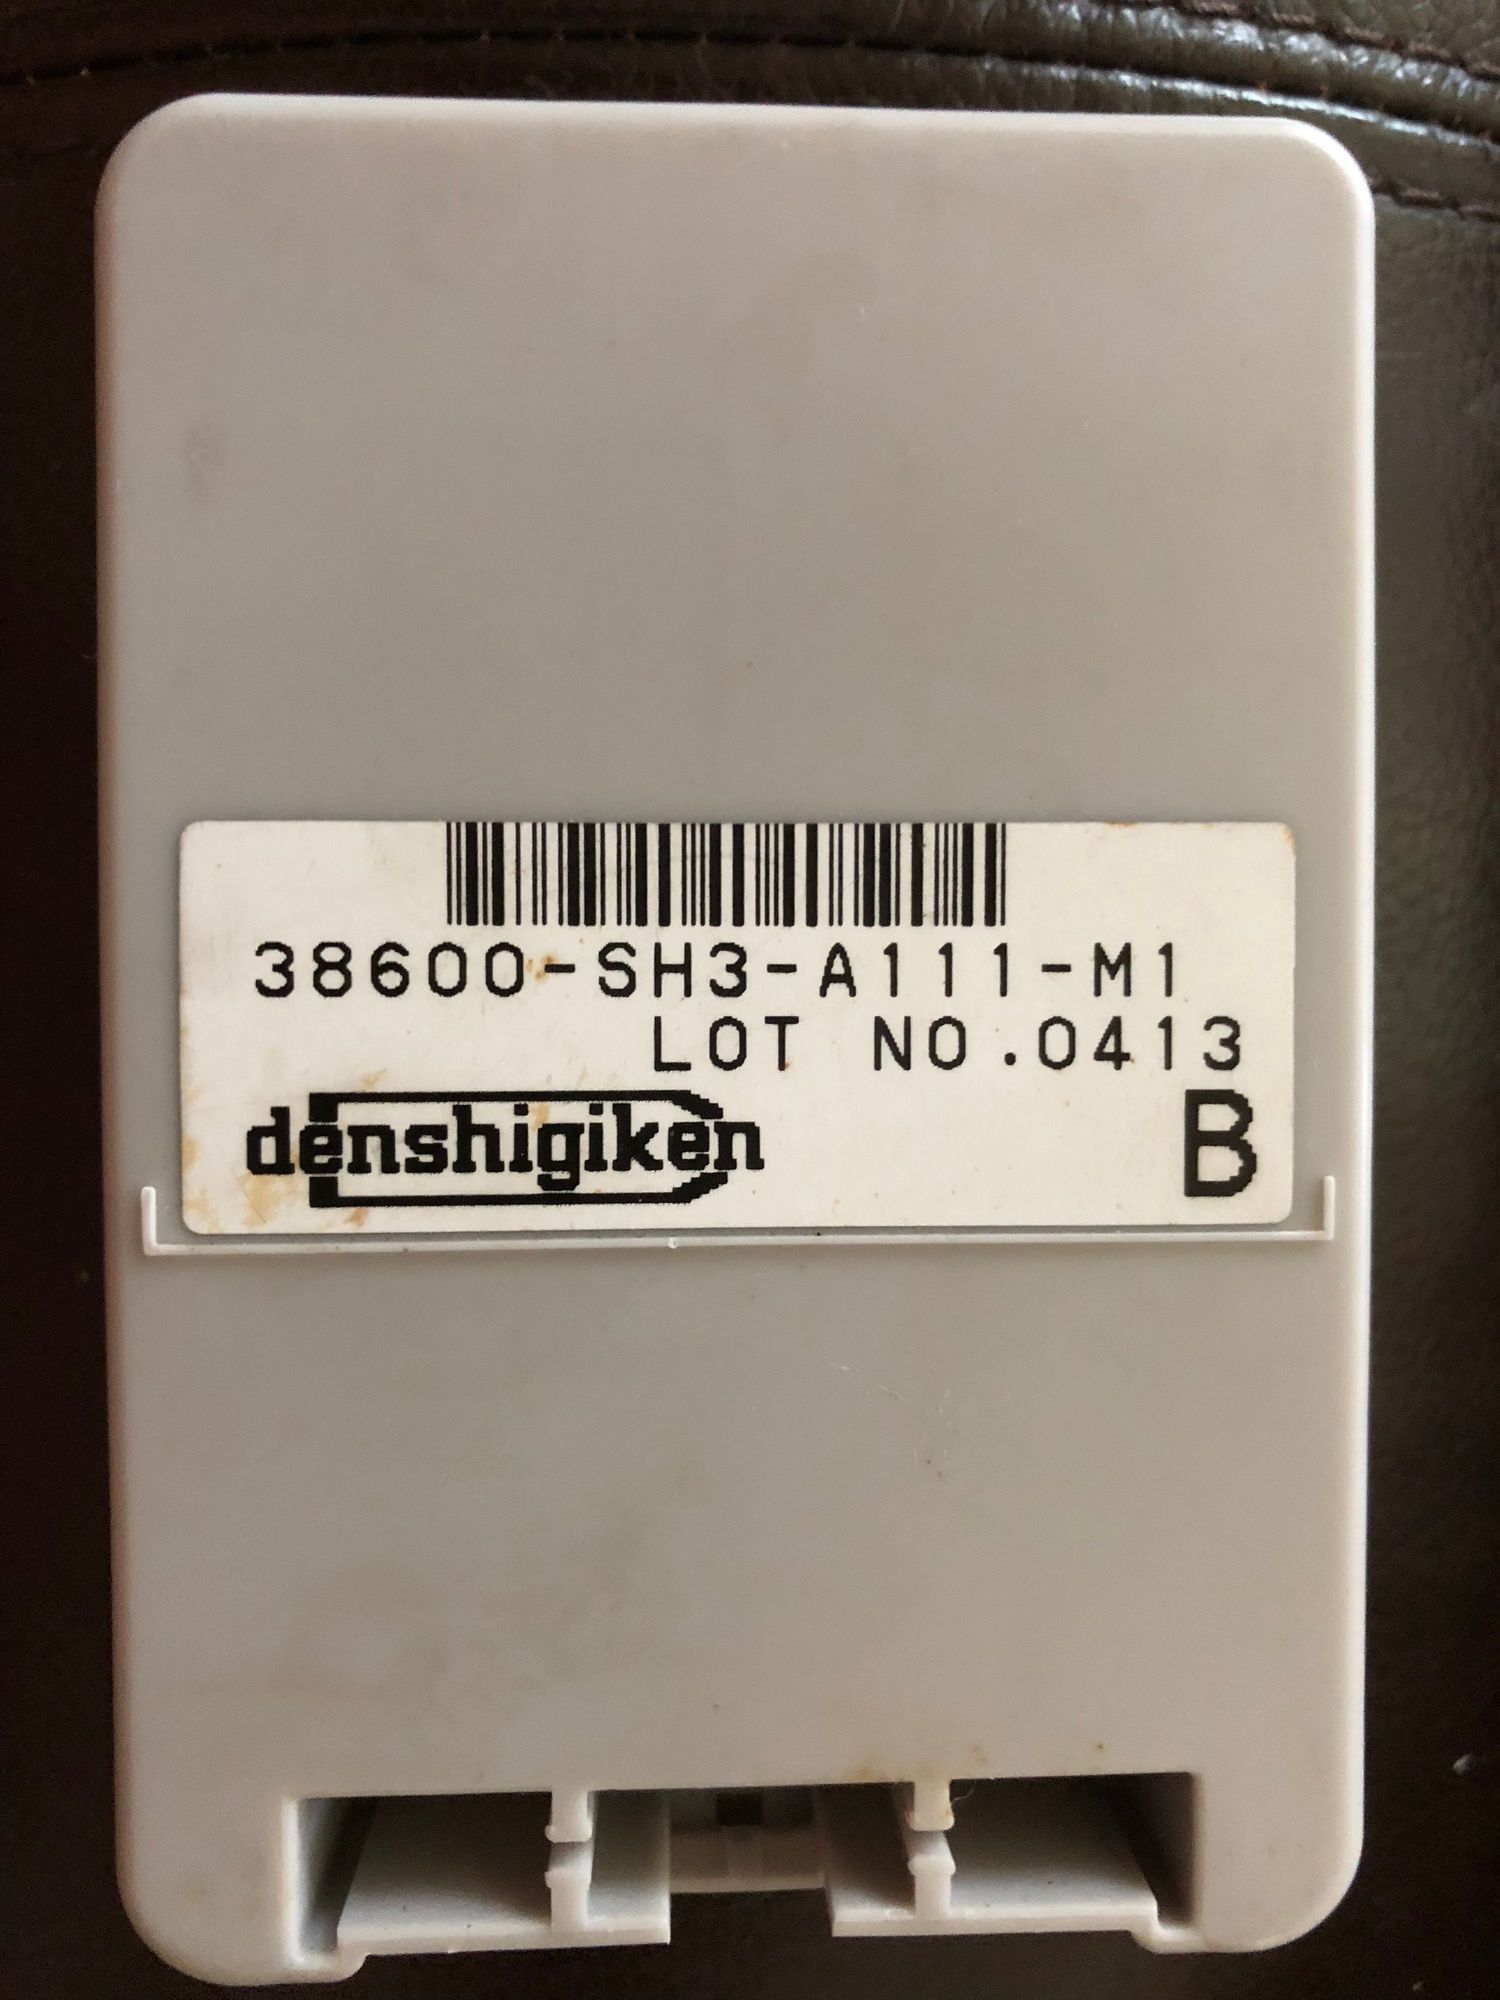 38600-SH3-A111-M1
LOT NO.0413
denshigiken
B